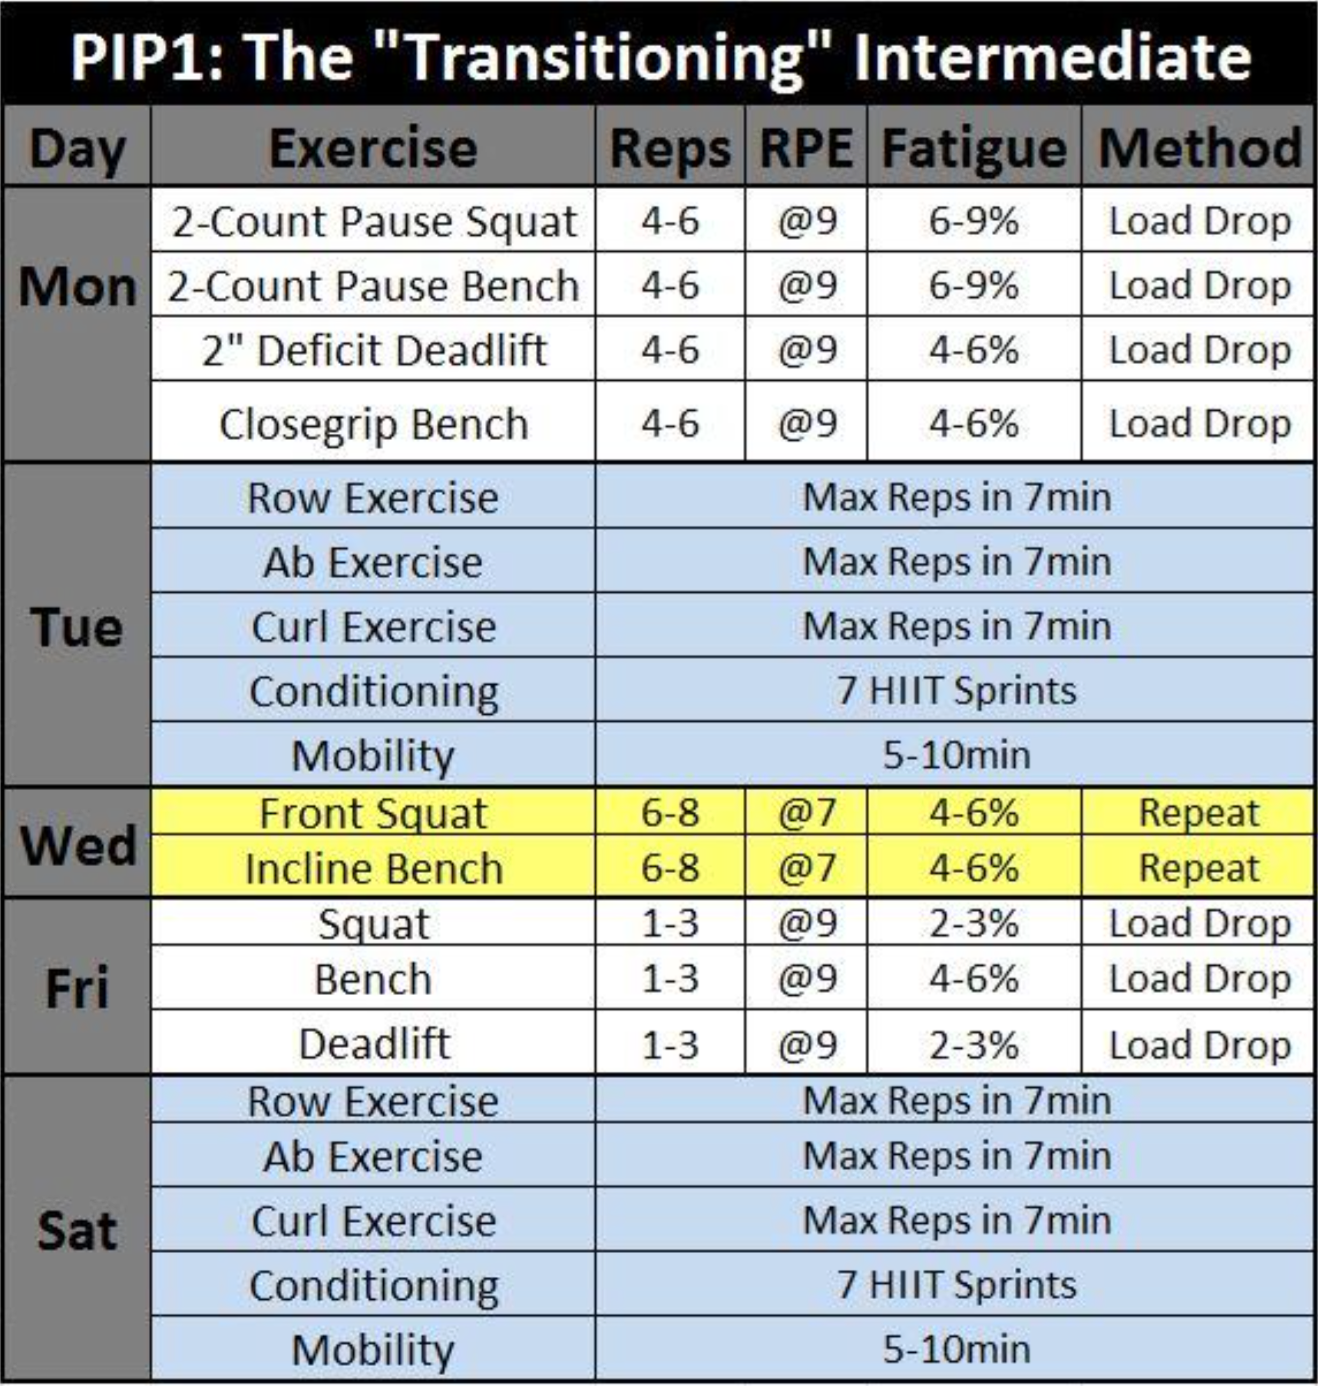 PIP1: The "Transitioning" Intermediate
Day Exercise Reps RPE Fatigue Method
Mon
2-Count Pause Squat 4-6 @9 6-9% Load Drop
2-Count Pause Bench 4-6 @9 6-9% Load Drop
2" Deficit Deadlift 4-6 @9 4-6% Load Drop
Closegrip Bench 4-6 @9 4-6% Load Drop
Tue
Row Exercise Max Reps in 7min
Ab Exercise Max Reps in 7min
Curl Exercise Max Reps in 7min
Conditioning 7 HIIT Sprints
Mobility 5-10min
Wed
Front Squat 6-8 @7 4-6% Repeat
Incline Bench 6-8 @7 4-6% Repeat
Fri
Squat 1-3 @9 2-3% Load Drop
Bench 1-3 @9 4-6% Load Drop
Deadlift 1-3 @9 2-3% Load Drop
Sat
Row Exercise Max Reps in 7min
Ab Exercise Max Reps in 7min
Curl Exercise Max Reps in 7min
Conditioning 7 HIIT Sprints
Mobility 5-10min